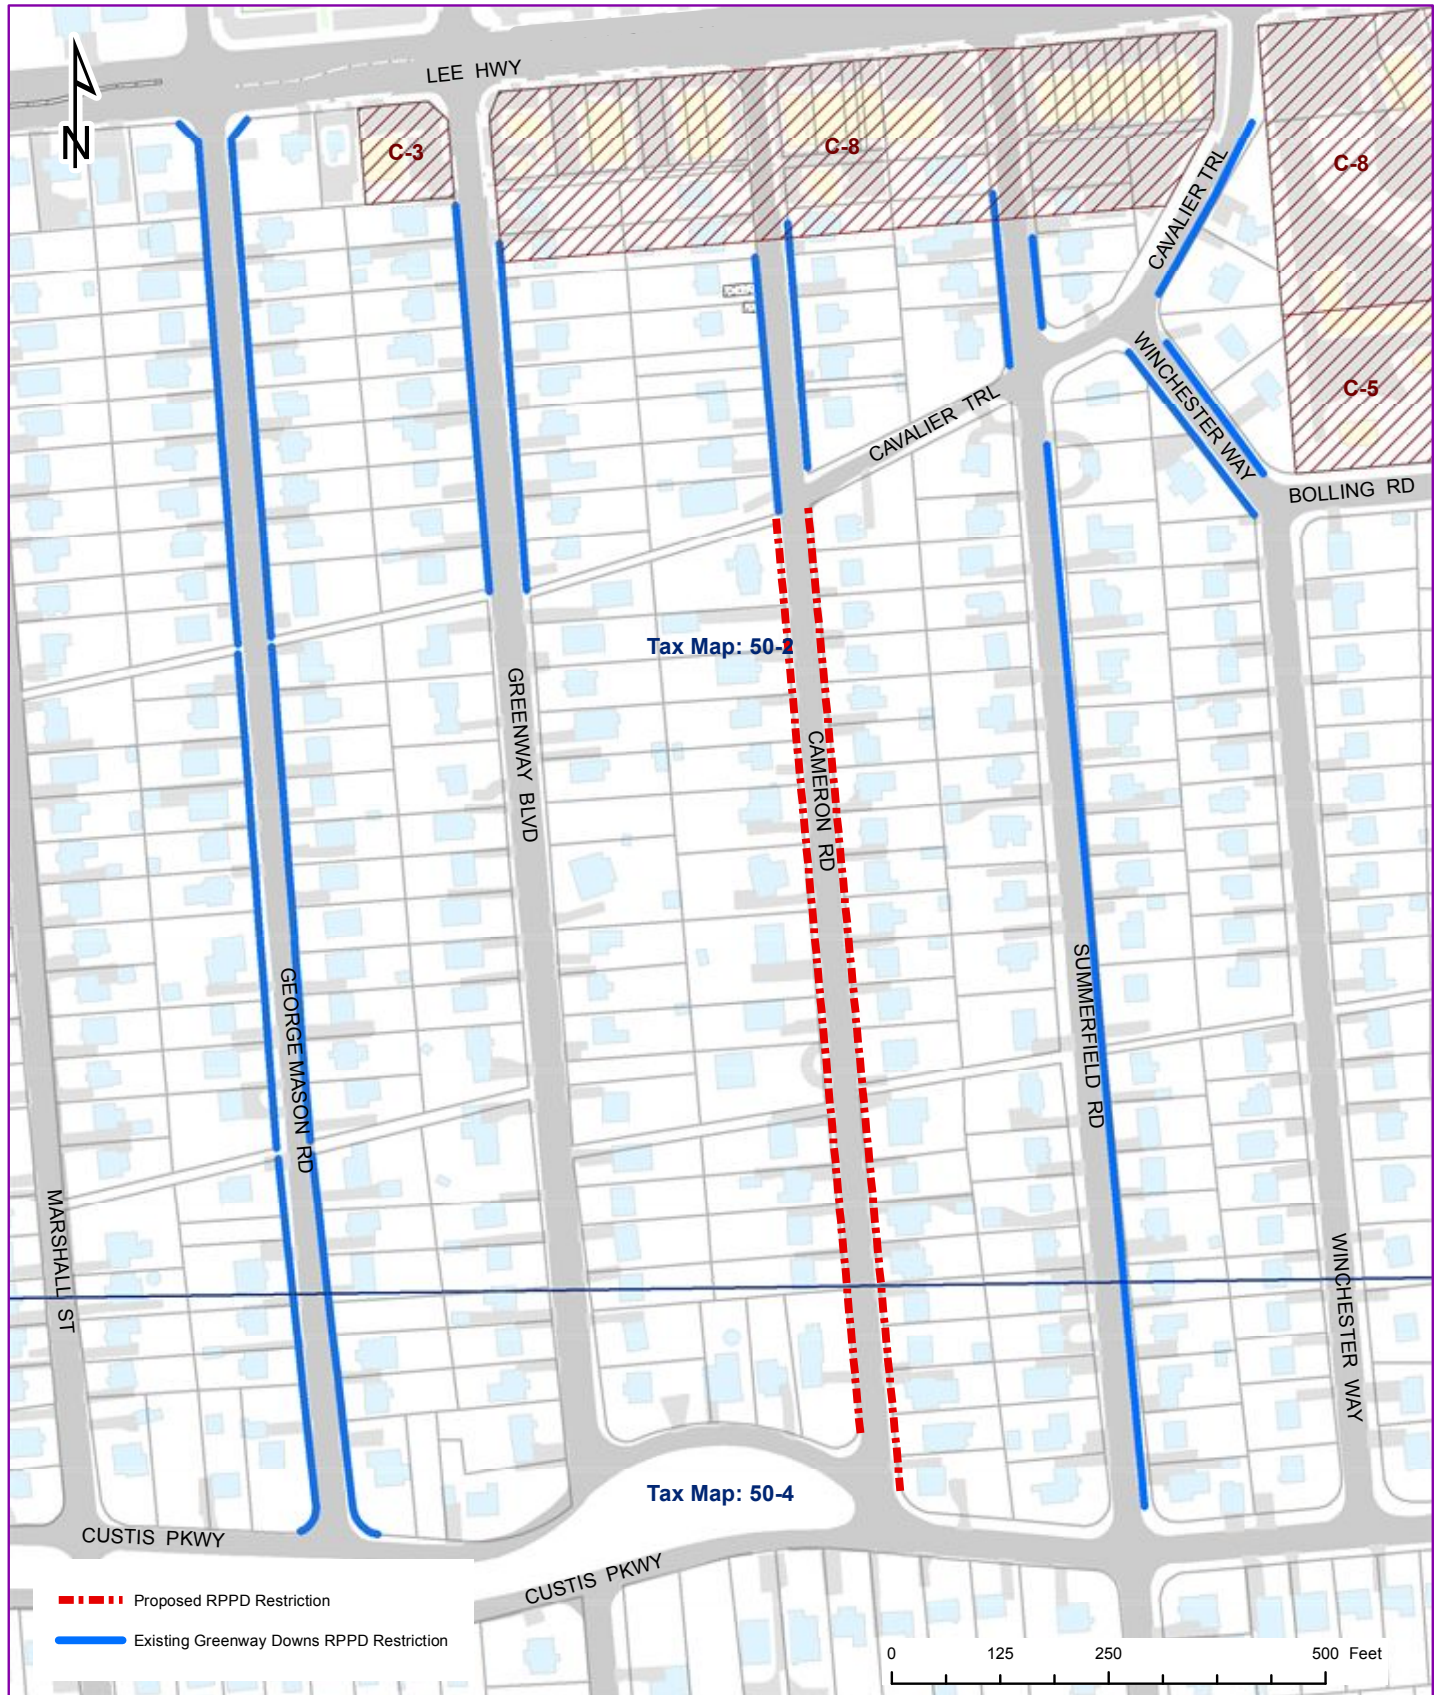 LEE HWY
N
C-3
C-8
C-8
CAVALIER TRL
WINCHESTER WAY
C-5
CAVALIER TRL
BOLLING RD
Tax Map: 50-2
GREENWAY BLVD
CAMERON RD
SUMMERFIELD RD
GEORGE MASON RD
MARSHALL ST
WINCHESTER WAY
Tax Map: 50-4
CUSTIS PKWY
CUSTIS PKWY
Proposed RPPD Restriction
Existing Greenway Downs RPPD Restriction
0 125 250 500 Feet